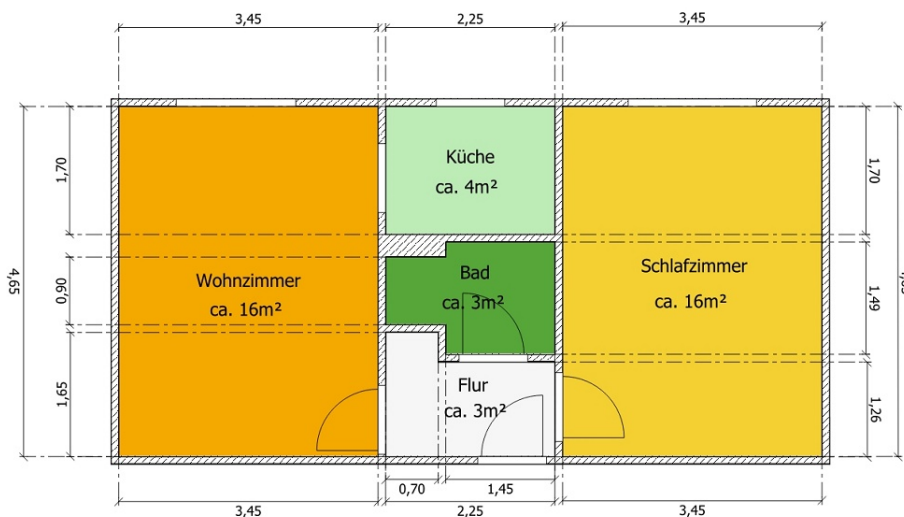 3,45
2,25
3,45
1,70
Küche
ca. 4m²
1,70
4,65
0,90
Wohnzimmer
ca. 16m²
Bad
ca. 3m²
Schlafzimmer
ca. 16m²
1,49
1,65
Flur
ca. 3m²
1,26
0,70
1,45
3,45
2,25
3,45